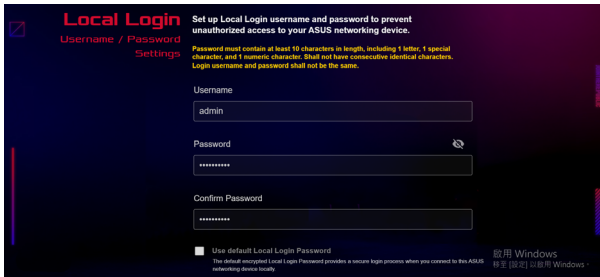 Local Login
Username / Password
Settings
Set up Local Login username and password to prevent
unauthorized access to your ASUS networking device.
Password must contain at least 10 characters in length, including 1 letter, 1 special
character, and 1 numeric character. Shall not have consecutive identical characters.
Login username and password shall not be the same.
Username
admin
Password
••••••••••
Confirm Password
••••••••••
Use default Local Login Password
The default encrypted Local Login Password provides a secure login process when you connect to this ASUS
networking device locally.
啟用 Windows
移至 [設定] 以啟用 Windows。